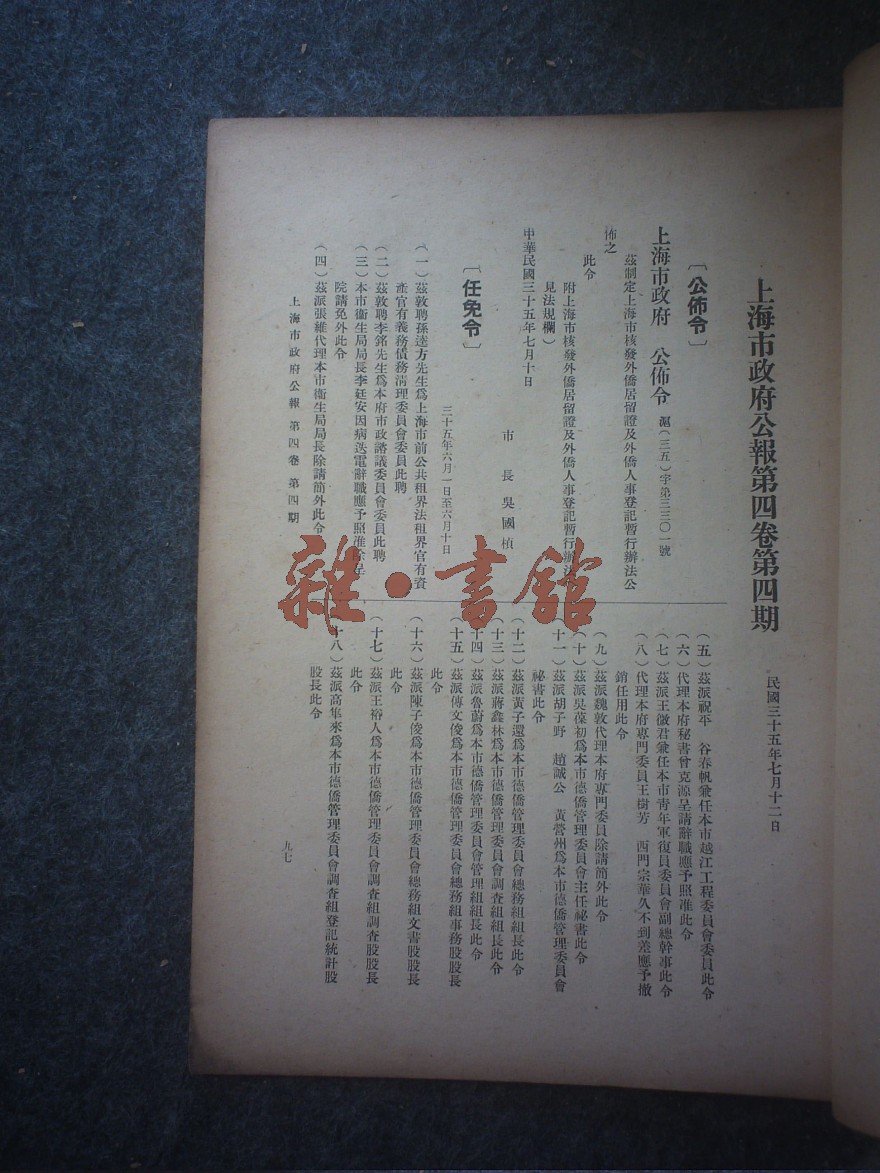 上海市政府公報第四卷第四期
民國三十五年七月十二日
〔公佈令〕
上海市政府　公佈令　滬(三五)字第三三〇一號
茲制定上海市核發外僑居留證及外僑人事登記暫行辦法公
佈之
此令
附上海市核發外僑居留證及外僑人事登記暫行辦法
見法規欄)
中華民國三十五年七月十日
市　長　吳　國　楨
〔任免令〕
三十五年六月一日至六月十日
(一)茲敦聘孫逵方先生爲上海市前公共租界法租界官有資
產官有義務債務清理委員會委員此聘
(二)茲敦聘李銘先生爲本府市政諮議委員會委員此聘
(三)本市衞生局局長李廷安因病迭電辭職應予照准除呈
院請免外此令
(四)茲派張維代理本市衞生局局長除請簡外此令
(五)茲派祝平　谷春帆兼任本市越江工程委員會委員此令
(六)代理本府秘書曾克源呈請辭職應予照准此令
(七)茲派王徵君兼任本市青年軍復員委員會副總幹事此令
(八)代理本府專門委員王樹芳　西門宗華久不到差應予撤
銷任用此令
(九)茲派魏敦代理本府專門委員除請簡外此令
(十)茲派吳葆初爲本市德僑管理委員會主任祕書此令
(十一)茲派胡子野　趙誠公　黃營州爲本市德僑管理委員會
祕書此令
(十二)茲派黃子還爲本市德僑管理委員會總務組組長此令
(十三)茲派蔣鑫林爲本市德僑管理委員會調查組組長此令
(十四)茲派魯蔚爲本市德僑管理委員會管理組組長此令
(十五)茲派傅文俊爲本市德僑管理委員會總務組事務股股長
此令
(十六)茲派陳子俊爲本市德僑管理委員會總務組文書股股長
此令
(十七)茲派王裕人爲本市德僑管理委員會調查組調查股股長
此令
十八)茲派高隼來爲本市德僑管理委員會調查組登記統計股
股長此令
上海市政府公報　第四卷　第四期
九七
雜·書館